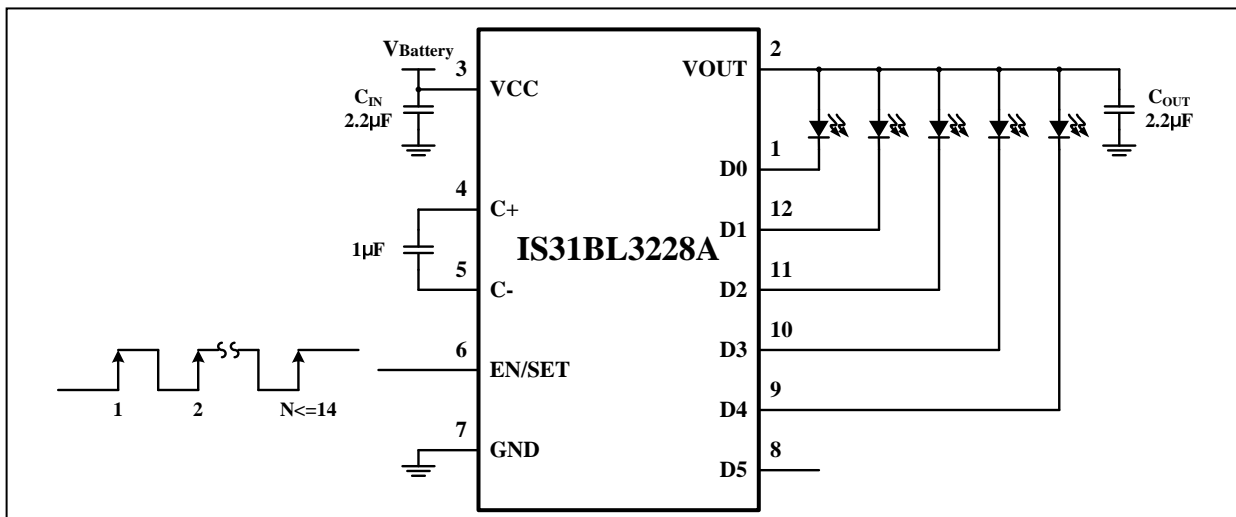 VBattery
3
VCC
CIN
2.2µF
4
C+
1µF
5
C-
6
EN/SET
1
2
N<=14
7
GND
IS31BL3228A
2
VOUT
COUT
2.2µF
1
D0
12
D1
11
D2
10
D3
9
D4
8
D5